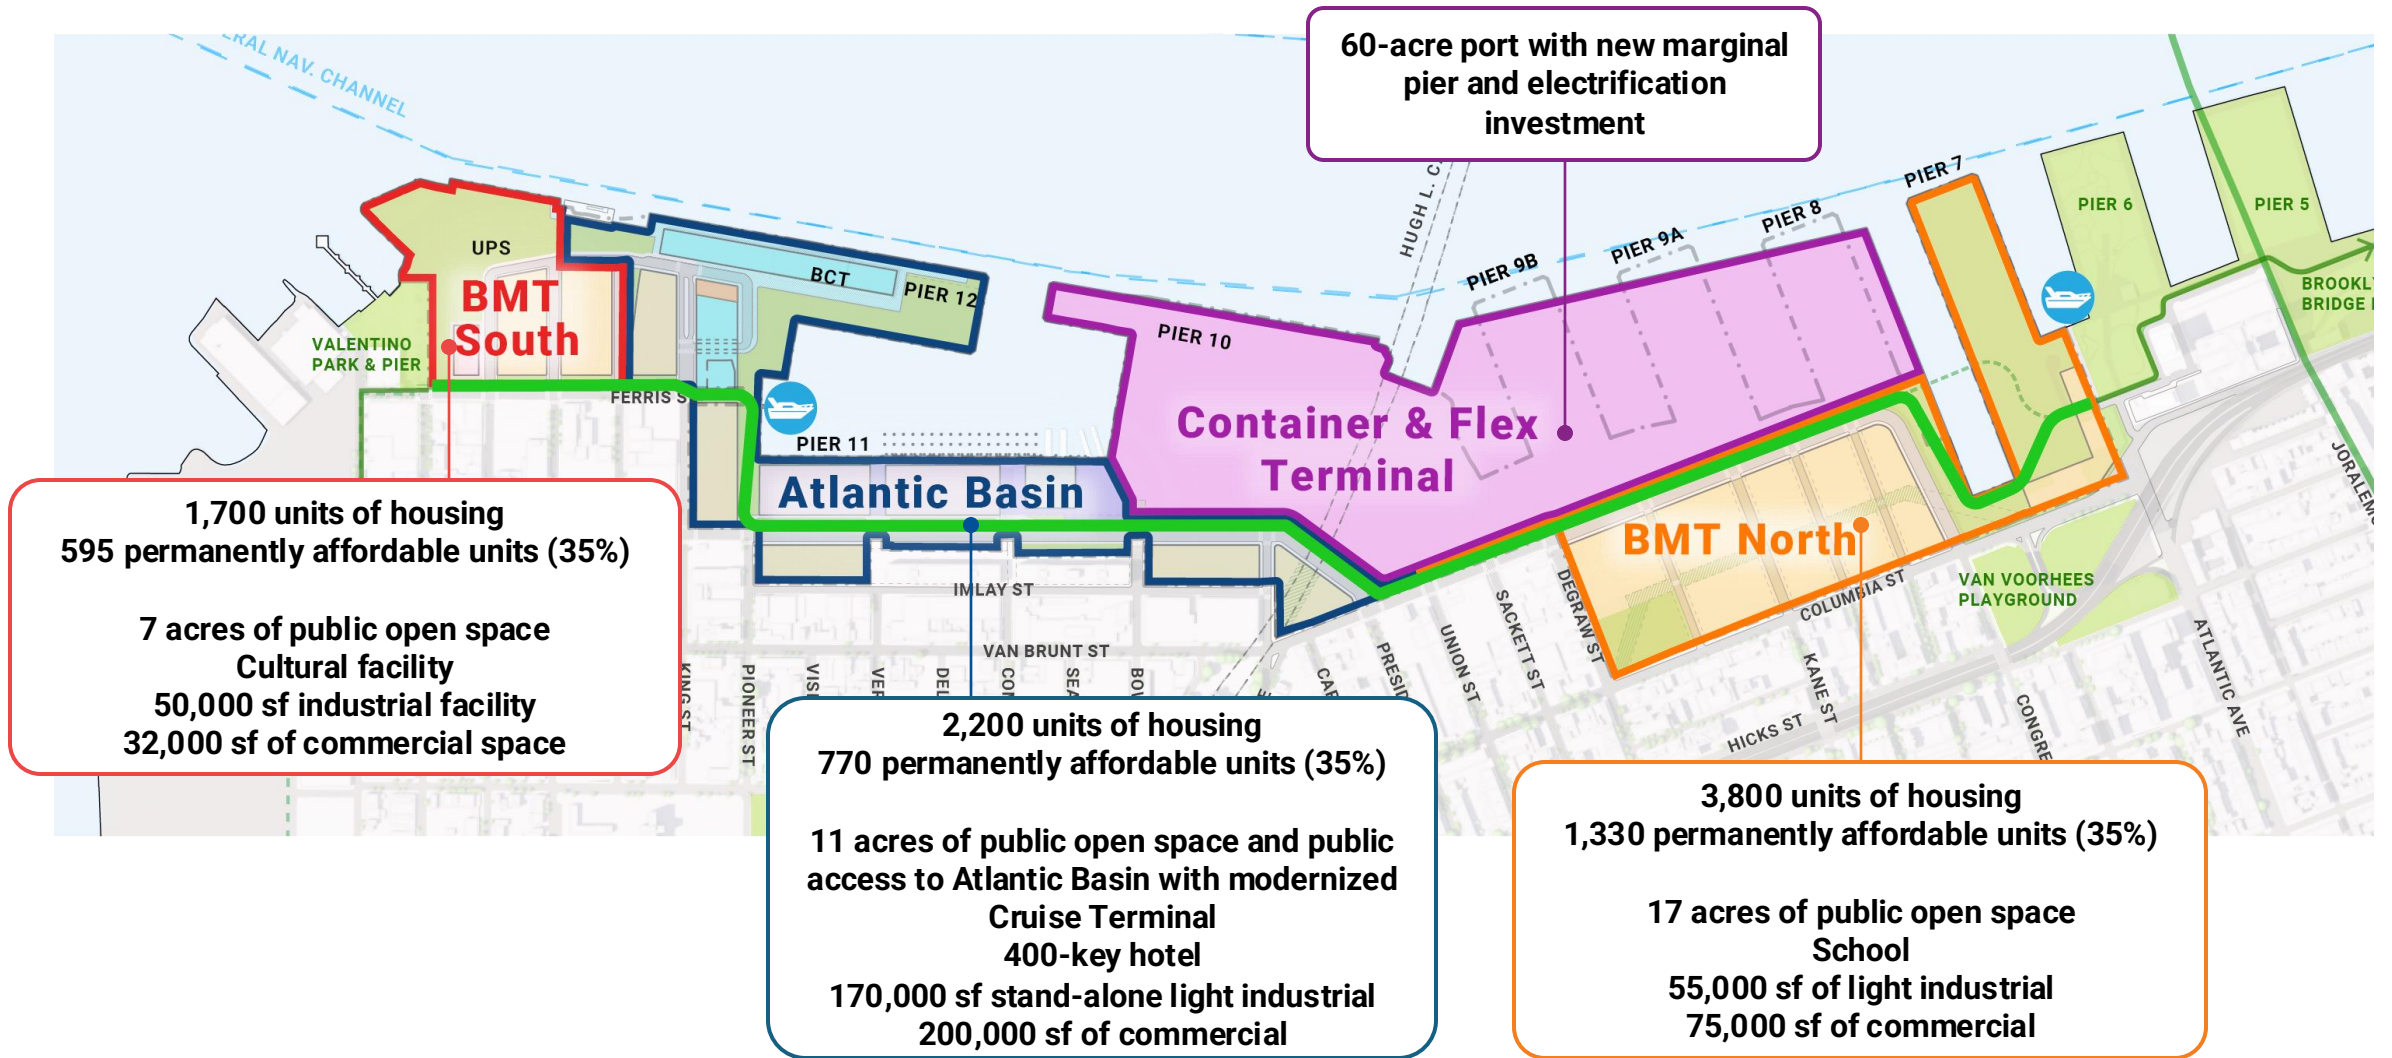 60-acre port with new marginal
pier and electrification
investment
NAV. CHANNEL
HUGH L.
PIER 7
PIER 6
PIER 5
PIER 8
PIER 9A
PIER 9B
UPS
BMT
South
BCT
PIER 12
PIER 10
BRIDGE
VALENTINO
PARK & PIER
FERRIS
PIER 11
Container & Flex
Terminal
Atlantic Basin
BMT North
IMLAY ST
VAN BRUNT ST
KING ST
PIONEER ST
UNION ST
SACKETT ST
DEGRAW ST
COLUMBIA ST
KANE ST
HICKS ST
VAN VOORHEES
PLAYGROUND
ATLANTIC AVE
1,700 units of housing
595 permanently affordable units (35%)
7 acres of public open space
Cultural facility
50,000 sf industrial facility
32,000 sf of commercial space
2,200 units of housing
770 permanently affordable units (35%)
11 acres of public open space and public
access to Atlantic Basin with modernized
Cruise Terminal
400-key hotel
170,000 sf stand-alone light industrial
200,000 sf of commercial
3,800 units of housing
1,330 permanently affordable units (35%)
17 acres of public open space
School
55,000 sf of light industrial
75,000 sf of commercial